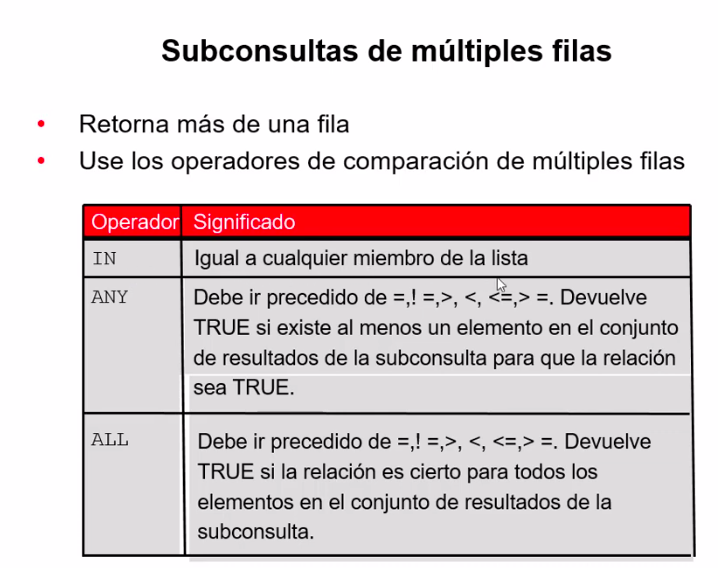 Subconsultas de múltiples filas
• Retorna más de una fila
• Use los operadores de comparación de múltiples filas
Operador Significado
IN Igual a cualquier miembro de la lista
ANY Debe ir precedido de =,! =,>, <, <=,> =. Devuelve
TRUE si existe al menos un elemento en el conjunto
de resultados de la subconsulta para que la relación
sea TRUE.
ALL Debe ir precedido de =,! =,>, <, <=,> =. Devuelve
TRUE si la relación es cierto para todos los
elementos en el conjunto de resultados de la
subconsulta.